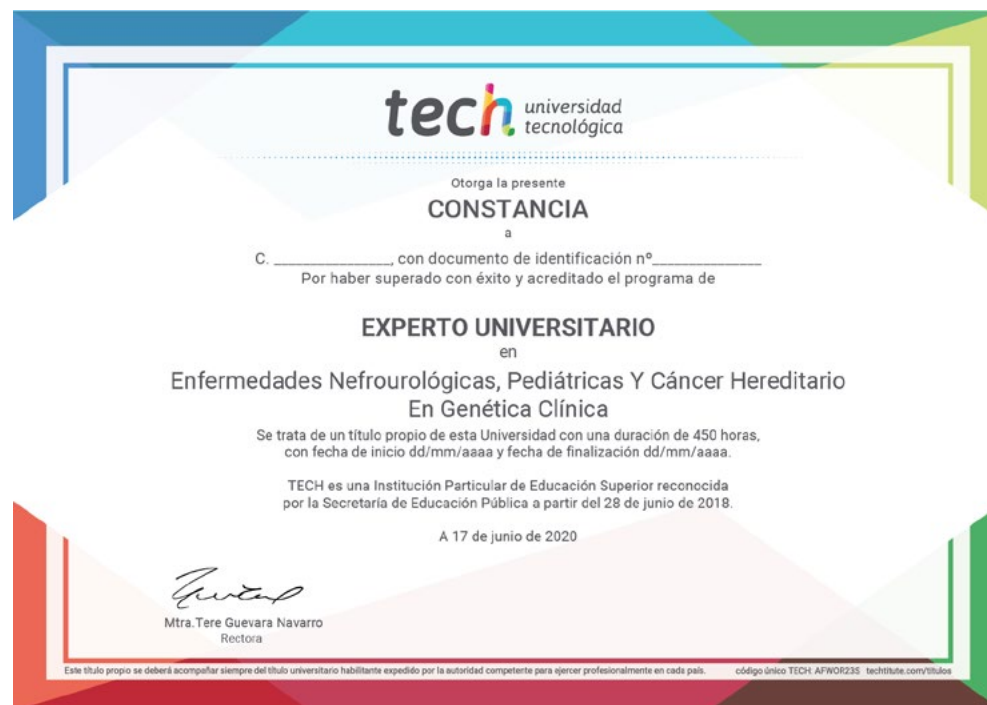 tech universidad
tecnológica
Otorga la presente
CONSTANCIA
a
C. ________________, con documento de identificación nº_______________
Por haber superado con éxito y acreditado el programa de
EXPERTO UNIVERSITARIO
en
Enfermedades Nefrourológicas, Pediátricas Y Cáncer Hereditario
En Genética Clínica
Se trata de un título propio de esta Universidad con una duración de 450 horas,
con fecha de inicio dd/mm/aaaa y fecha de finalización dd/mm/aaaa.
TECH es una Institución Particular de Educación Superior reconocida
por la Secretaría de Educación Pública a partir del 28 de junio de 2018.
A 17 de junio de 2020
Mtra.Tere Guevara Navarro
Rectora
Este título propio se deberá acompañar siempre del título universitario habilitante expedido por la autoridad competente para ejercer profesionalmente en cada país. código único TECH: AFWOR23S techtitute.com/titulos